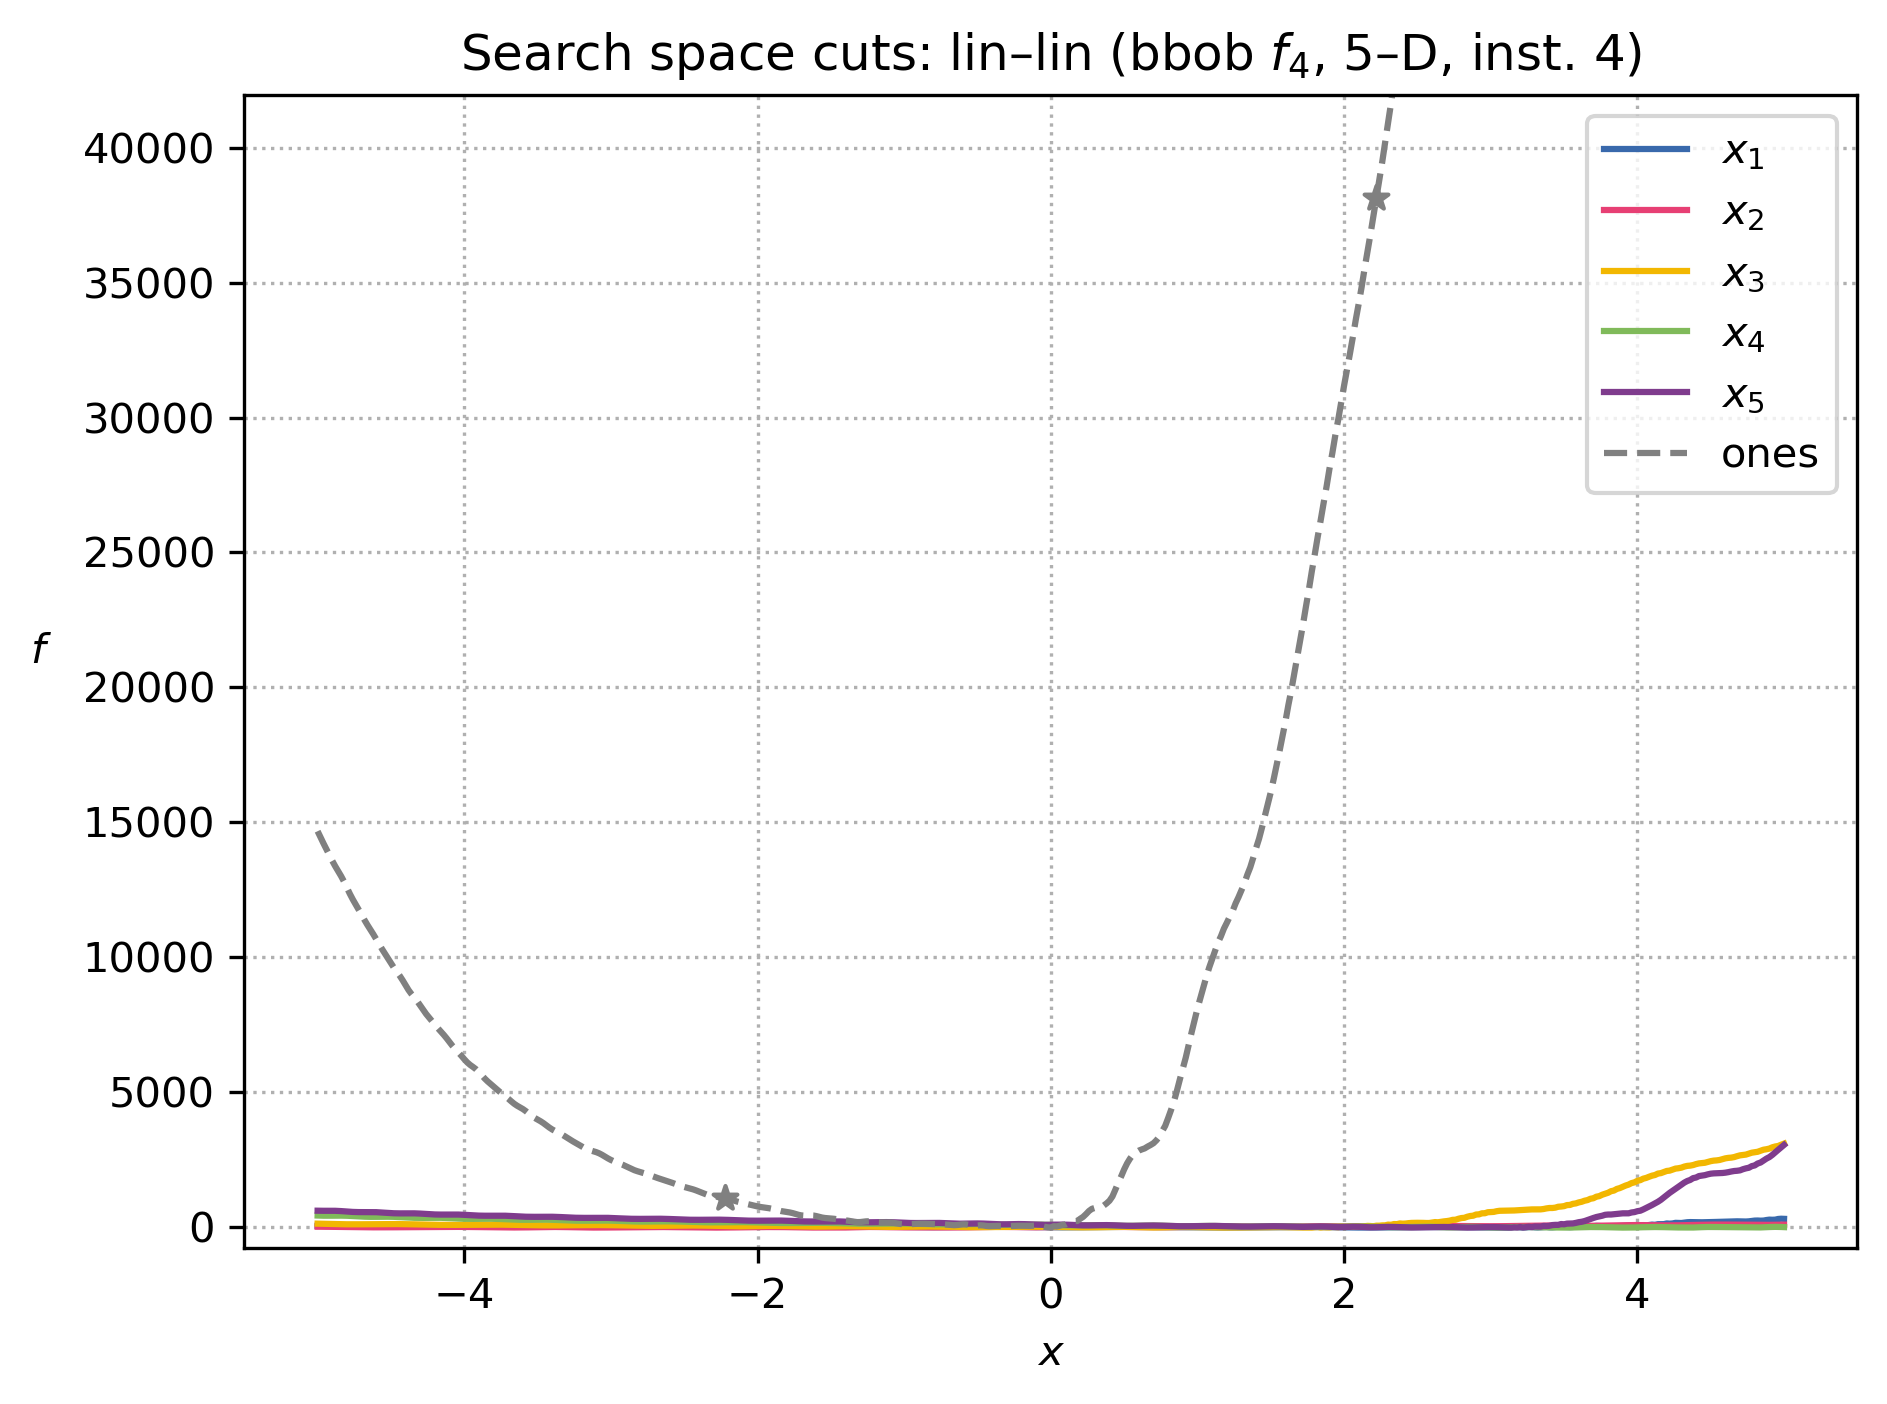 Search space cuts: lin–lin (bbob f₄, 5–D, inst. 4)
40000
35000
30000
25000
20000
15000
10000
5000
0
f
−4
−2
0
2
4
x
x₁
x₂
x₃
x₄
x₅
ones